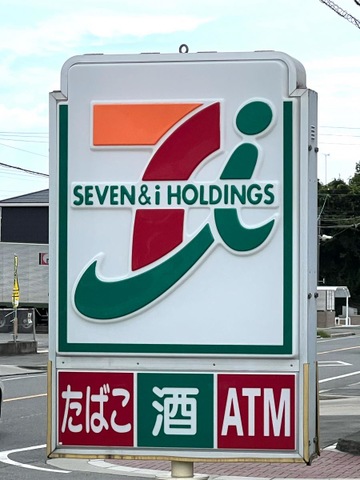 SEVEN&i HOLDINGS
たばこ 酒 ATM